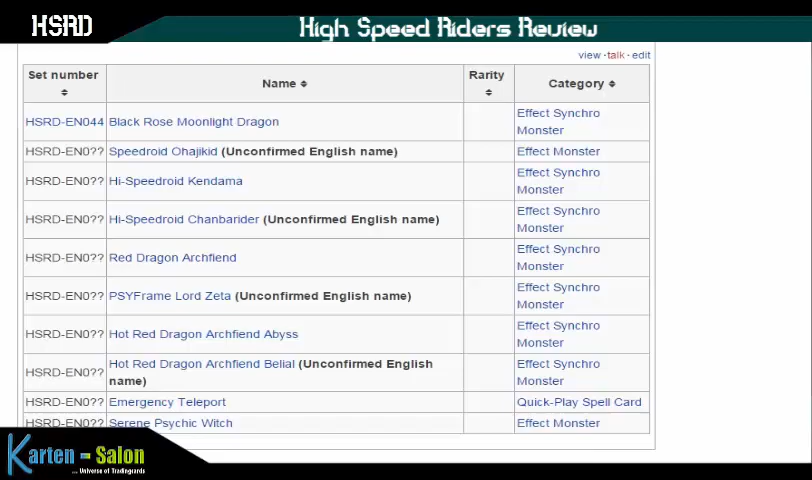 HSRD
High Speed Riders Review
view · talk · edit
Set number Name Rarity Category
HSRD-EN044 Black Rose Moonlight Dragon Effect Synchro
Monster
HSRD-EN0?? Speedroid Ohajikid (Unconfirmed English name) Effect Monster
HSRD-EN0?? Hi-Speedroid Kendama Effect Synchro
Monster
HSRD-EN0?? Hi-Speedroid Chanbarider (Unconfirmed English name) Effect Synchro
Monster
HSRD-EN0?? Red Dragon Archfiend Effect Synchro
Monster
HSRD-EN0?? PSYFrame Lord Zeta (Unconfirmed English name) Effect Synchro
Monster
HSRD-EN0?? Hot Red Dragon Archfiend Abyss Effect Synchro
Monster
HSRD-EN0?? Hot Red Dragon Archfiend Belial (Unconfirmed English
name) Effect Synchro
Monster
HSRD-EN0?? Emergency Teleport Quick-Play Spell Card
HSRD-EN0?? Serene Psychic Witch Effect Monster
Karten - Salon
... Universe of Tradingcards